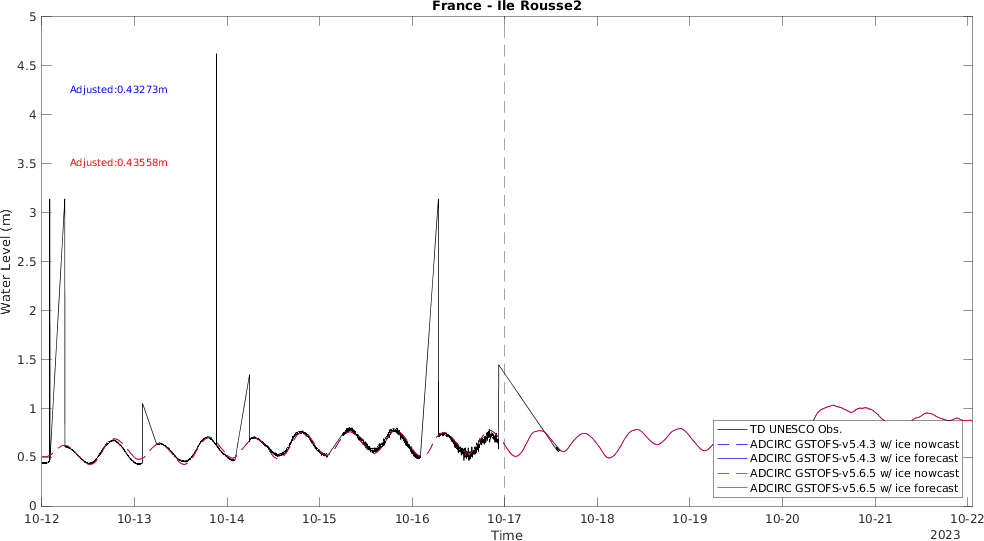 France - Ile Rousse2
Water Level (m)
5
4.5
4
3.5
3
2.5
2
1.5
1
0.5
0
Adjusted:0.43273m
Adjusted:0.43558m
TD UNESCO Obs.
ADCIRC GSTOFS-v5.4.3 w/ ice nowcast
ADCIRC GSTOFS-v5.4.3 w/ ice forecast
ADCIRC GSTOFS-v5.6.5 w/ ice nowcast
ADCIRC GSTOFS-v5.6.5 w/ ice forecast
10-12 10-13 10-14 10-15 10-16 10-17 10-18 10-19 10-20 10-21 10-22
Time
2023